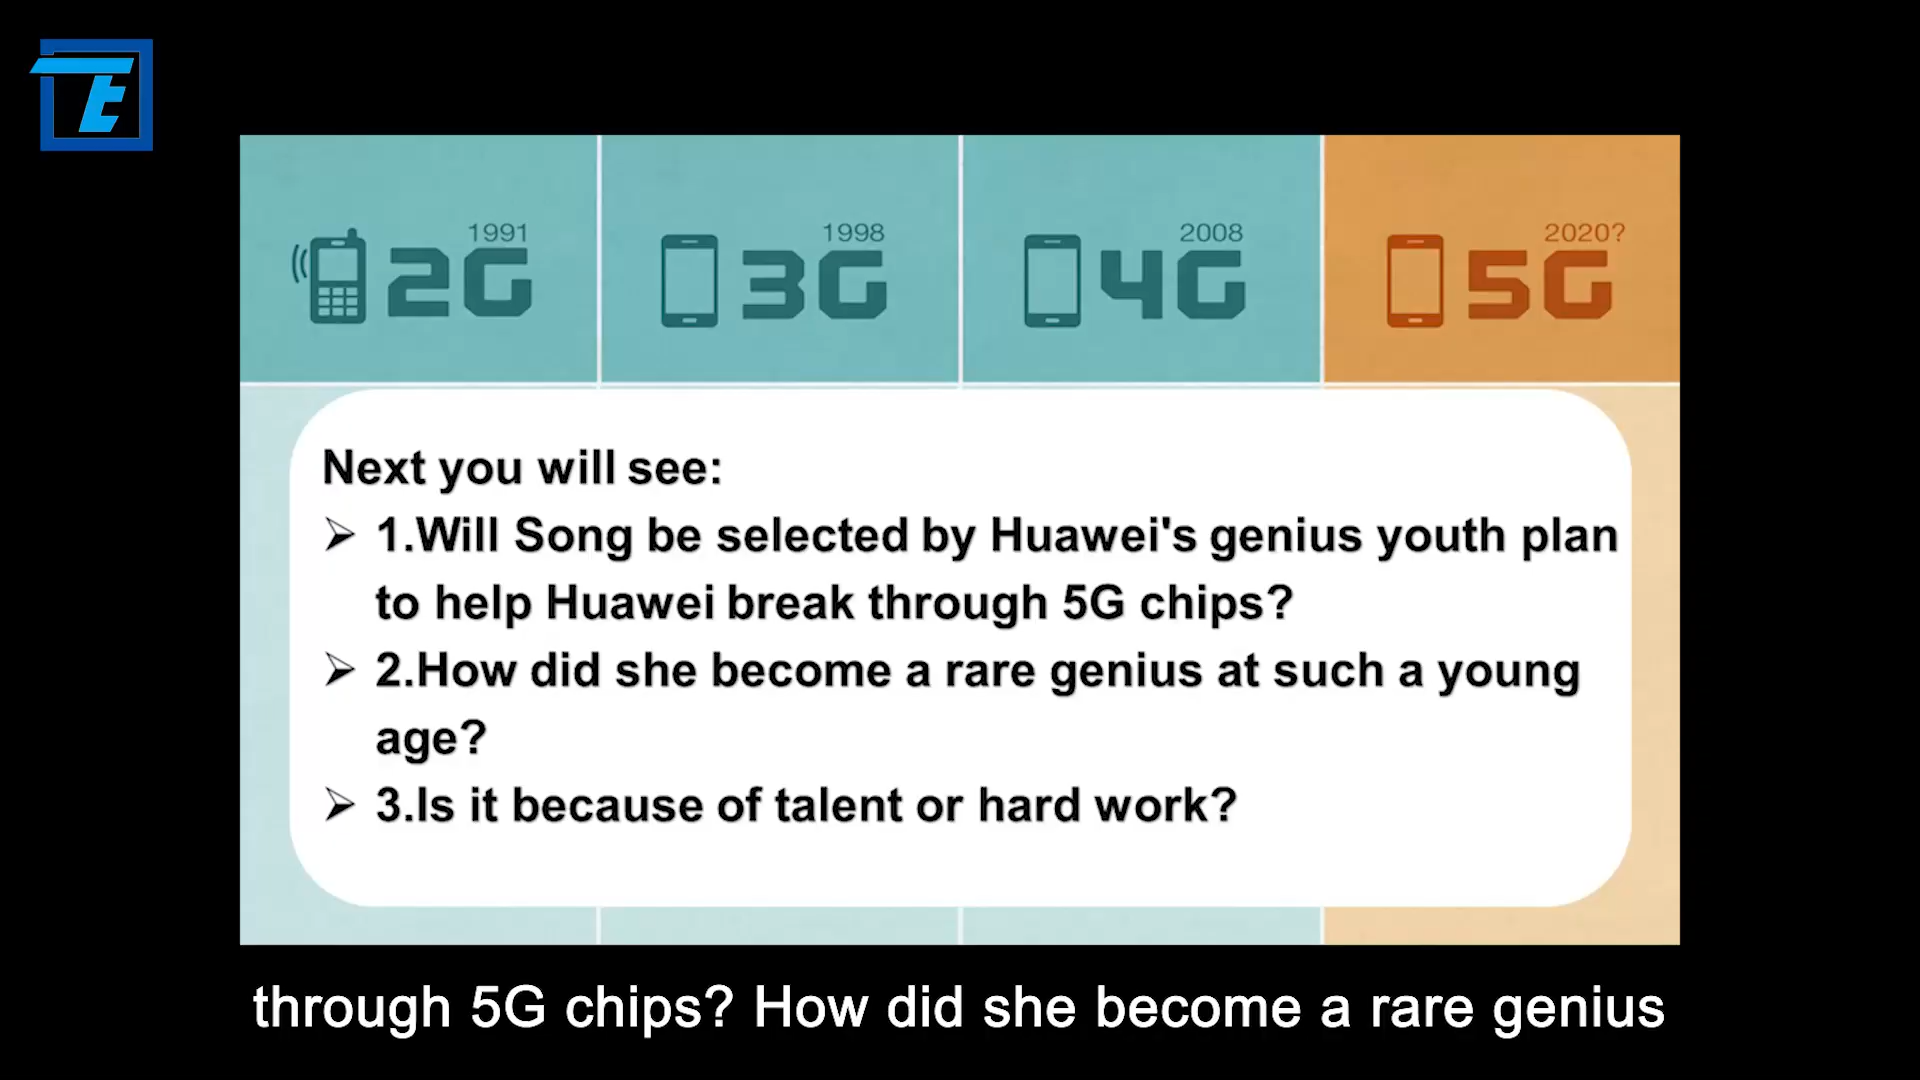 TE
1991
2G
1998
3G
2008
4G
2020?
5G
Next you will see:
➢ 1.Will Song be selected by Huawei's genius youth plan
to help Huawei break through 5G chips?
➢ 2.How did she become a rare genius at such a young
age?
➢ 3.Is it because of talent or hard work?
through 5G chips? How did she become a rare genius